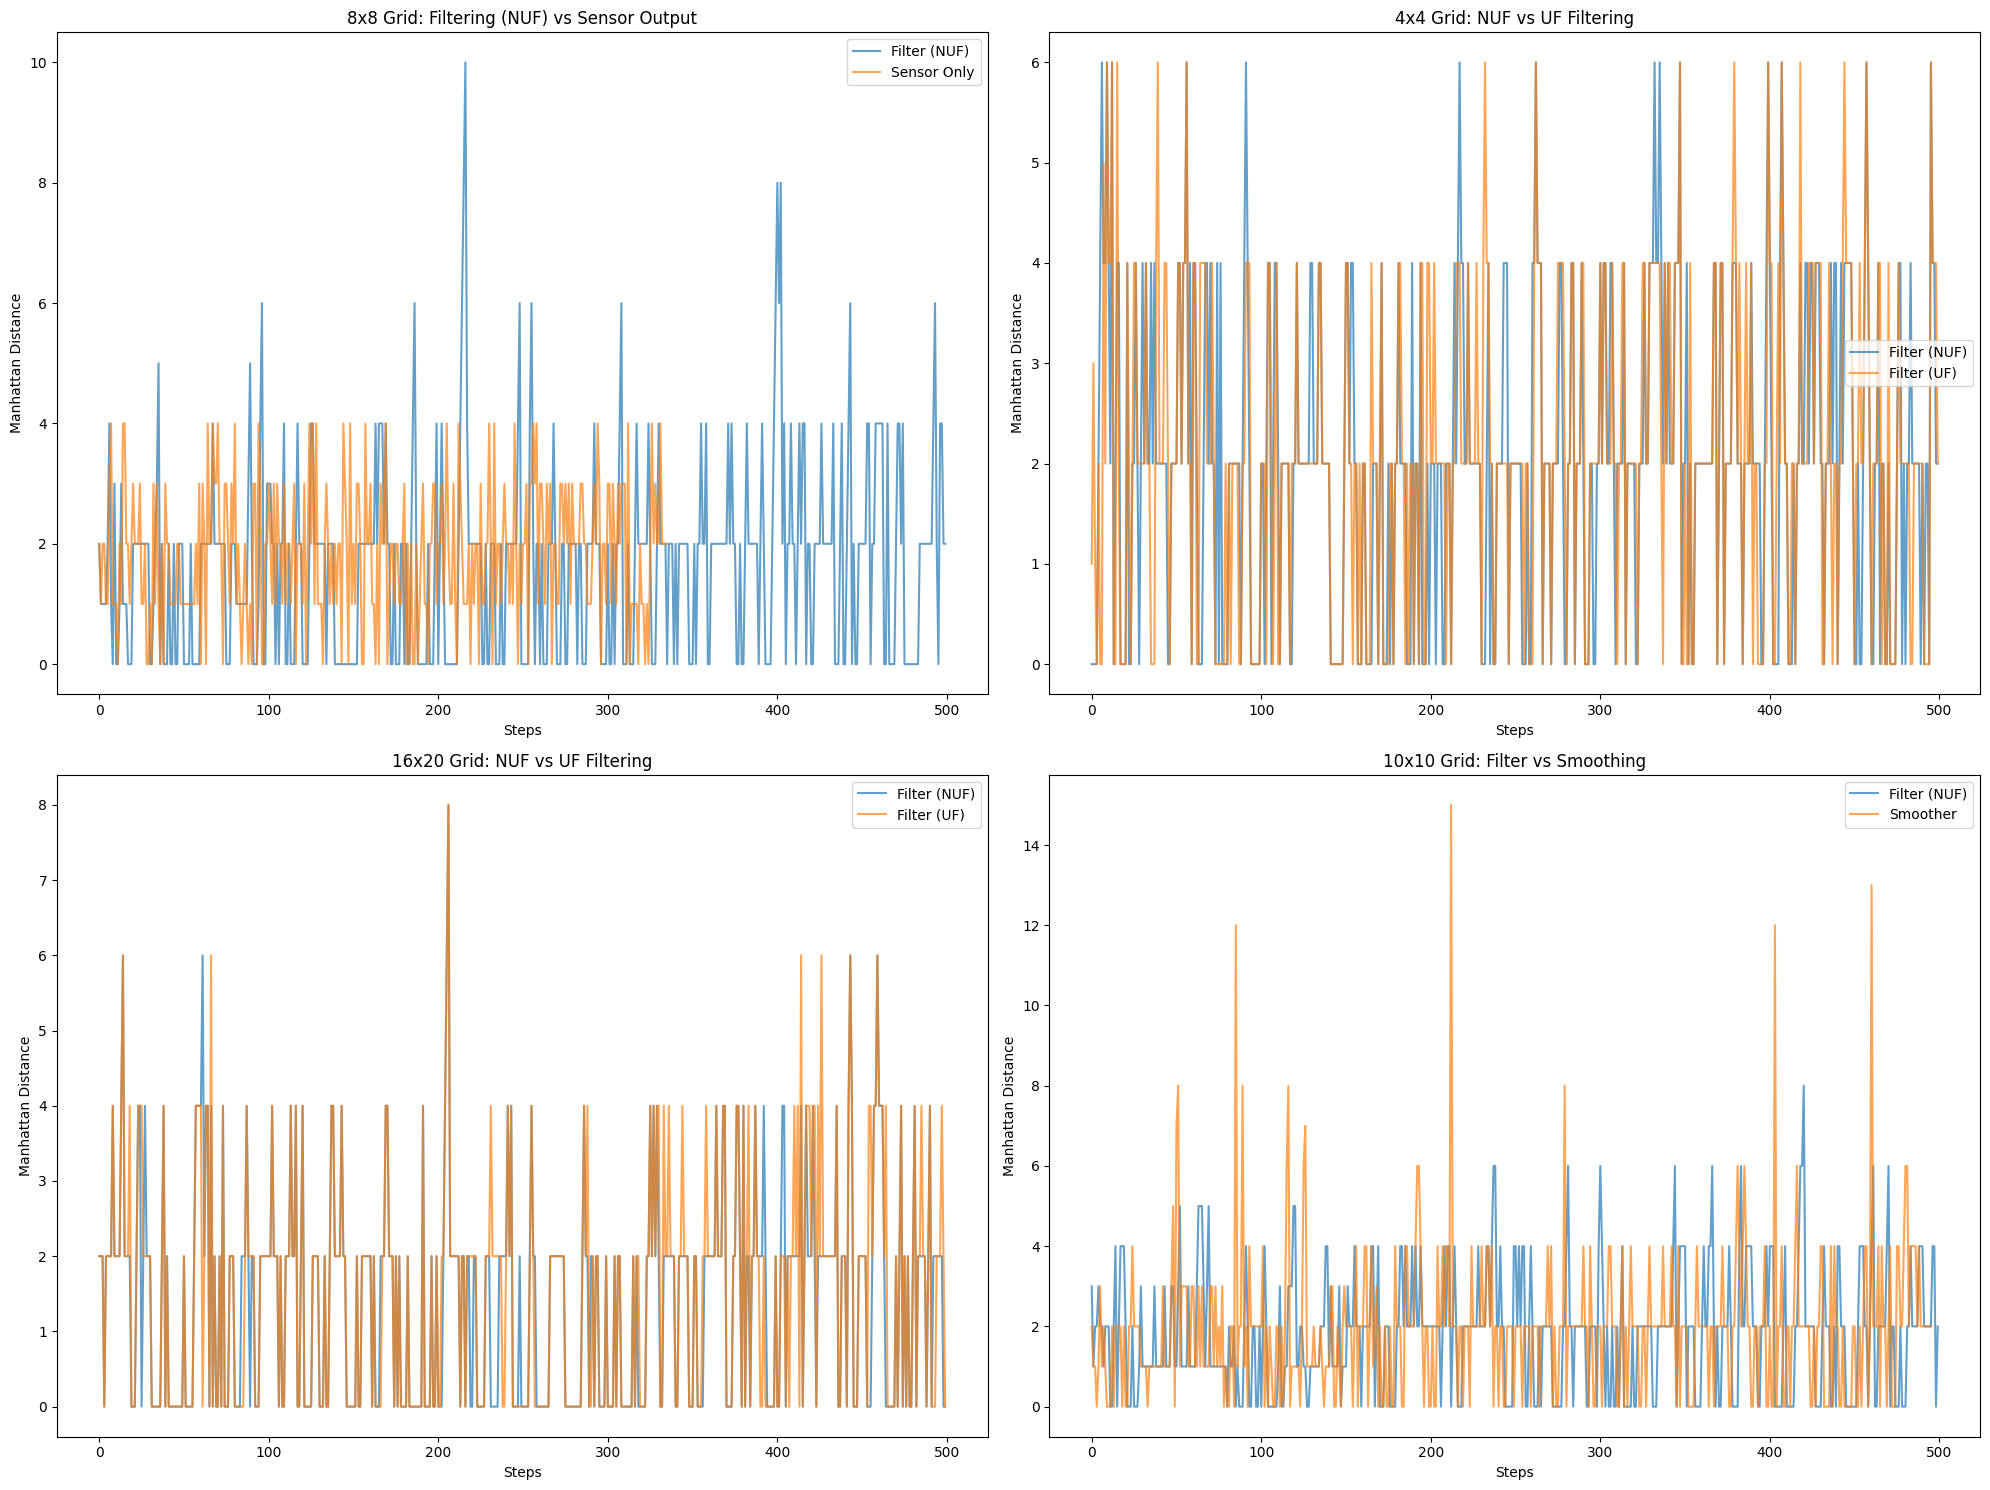 8x8 Grid: Filtering (NUF) vs Sensor Output
Filter (NUF)
Sensor Only
Manhattan Distance
10
8
6
4
2
0
0 100 200 300 400 500
Steps
4x4 Grid: NUF vs UF Filtering
Filter (NUF)
Filter (UF)
Manhattan Distance
6
5
4
3
2
1
0
0 100 200 300 400 500
Steps
16x20 Grid: NUF vs UF Filtering
Filter (NUF)
Filter (UF)
Manhattan Distance
8
7
6
5
4
3
2
1
0
0 100 200 300 400 500
Steps
10x10 Grid: Filter vs Smoothing
Filter (NUF)
Smoother
Manhattan Distance
14
12
10
8
6
4
2
0
0 100 200 300 400 500
Steps